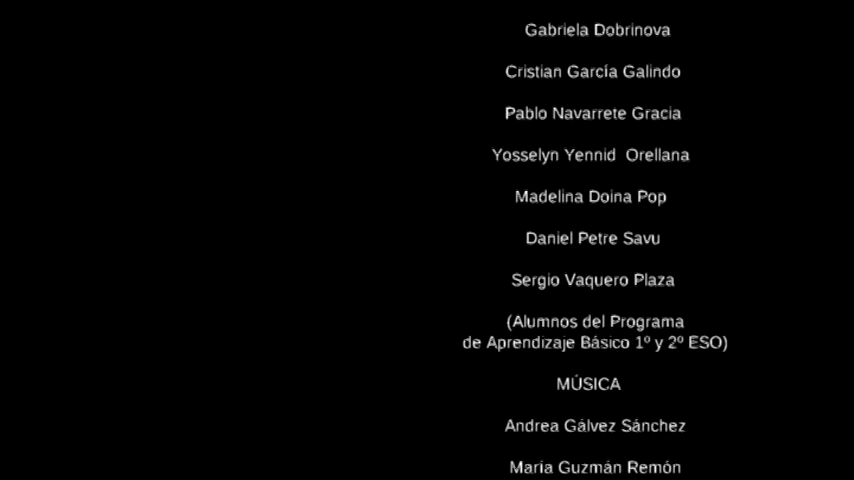 Gabriela Dobrinova
Cristian García Galindo
Pablo Navarrete Gracia
Yosselyn Yennid  Orellana
Madelina Doina Pop
Daniel Petre Savu
Sergio Vaquero Plaza
(Alumnos del Programa
de Aprendizaje Básico 1º y 2º ESO)
MÚSICA
Andrea Gálvez Sánchez
María Guzmán Remón